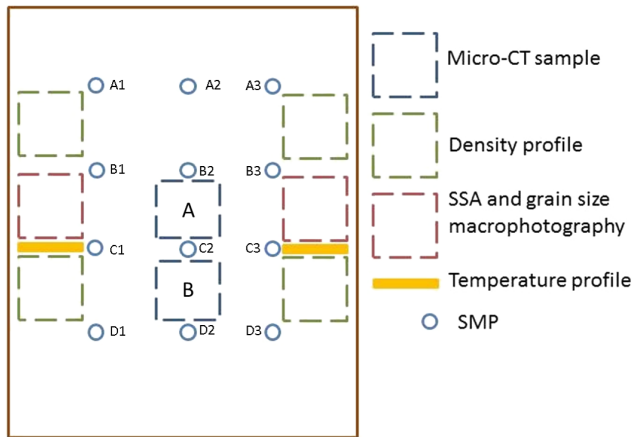 A1 A2 A3
B1 B2 B3
A
C1 C2 C3
B
D1 D2 D3
Micro-CT sample
Density profile
SSA and grain size
macrophotography
Temperature profile
SMP